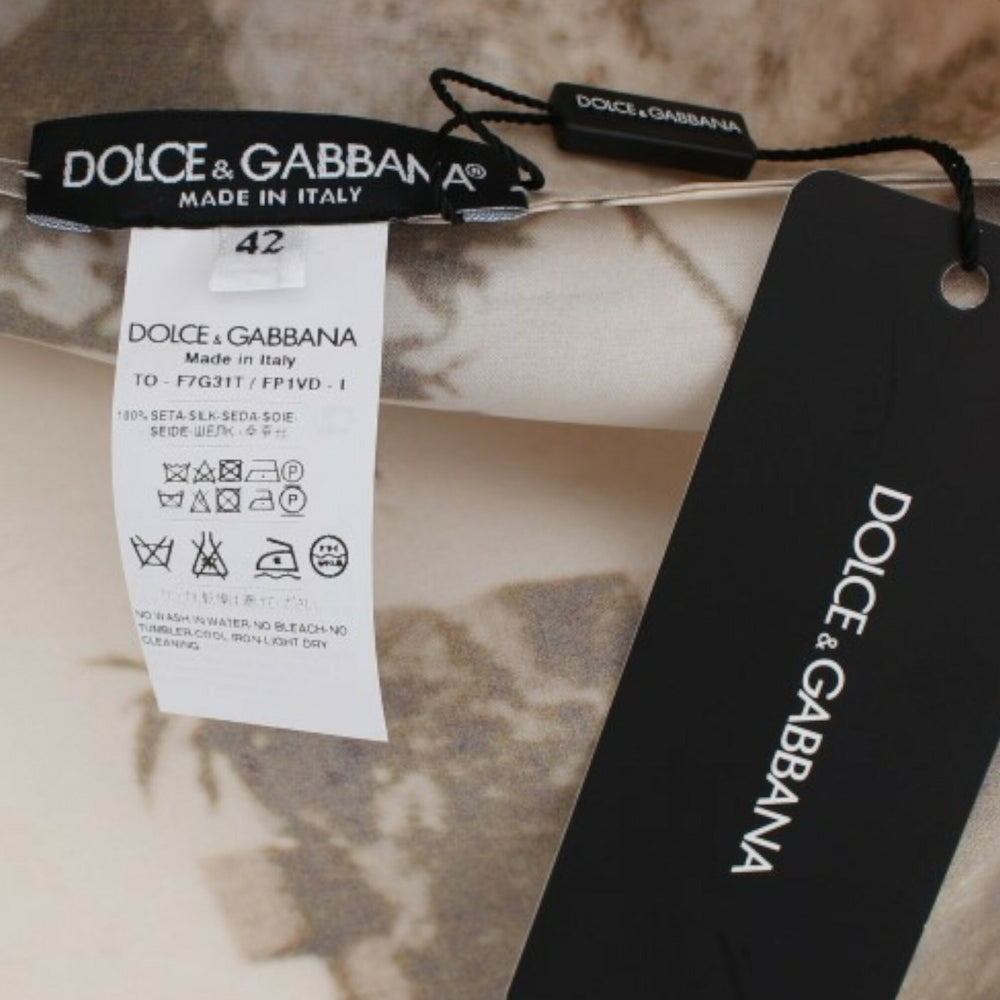 DOLCE & GABBANA®
MADE IN ITALY
42
DOLCE & GABBANA
Made in Italy
TO - F7G31T / FP1VD - I
100% SETA-SILK-SEDA-SOIE-
SEIDE-ШЕЛК-
P
P
NO WASH IN WATER-NO BLEACH-NO
TUMBLER-COOL IRON-LIGHT DRY
CLEANING
DOLCE & GABBANA
DOLCE & GABBANA